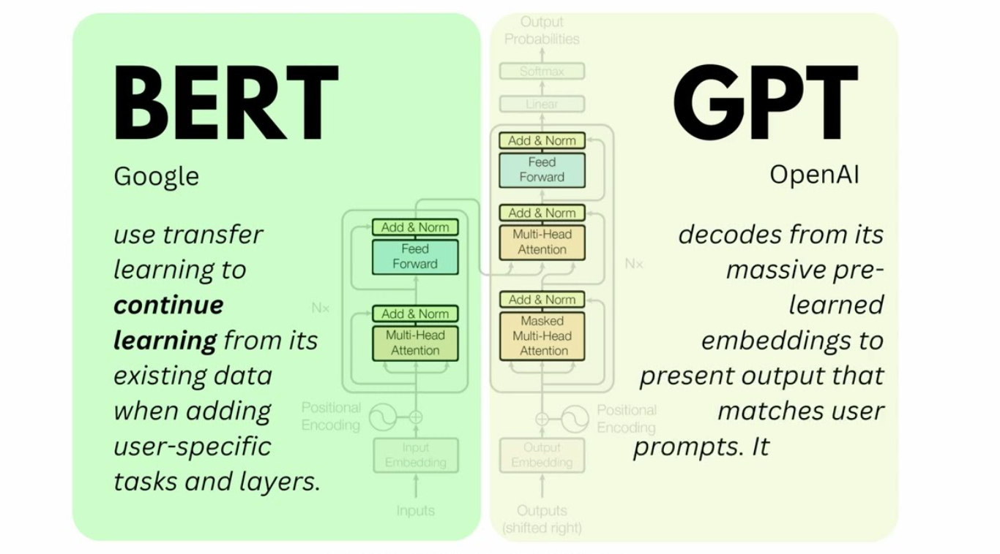 BERT
Google
use transfer
learning to
continue
learning from its
existing data
when adding
user-specific
tasks and layers.
Add & Norm
Feed
Forward
Nx
Add & Norm
Multi-Head
Attention
Positional
Encoding
Input
Embedding
Inputs
Output
Probabilities
Softmax
Linear
Add & Norm
Feed
Forward
Add & Norm
Multi-Head
Attention
Nx
Add & Norm
Masked
Multi-Head
Attention
Positional
Encoding
Output
Embedding
Outputs
(shifted right)
GPT
OpenAI
decodes from its
massive pre-
learned
embeddings to
present output that
matches user
prompts. It